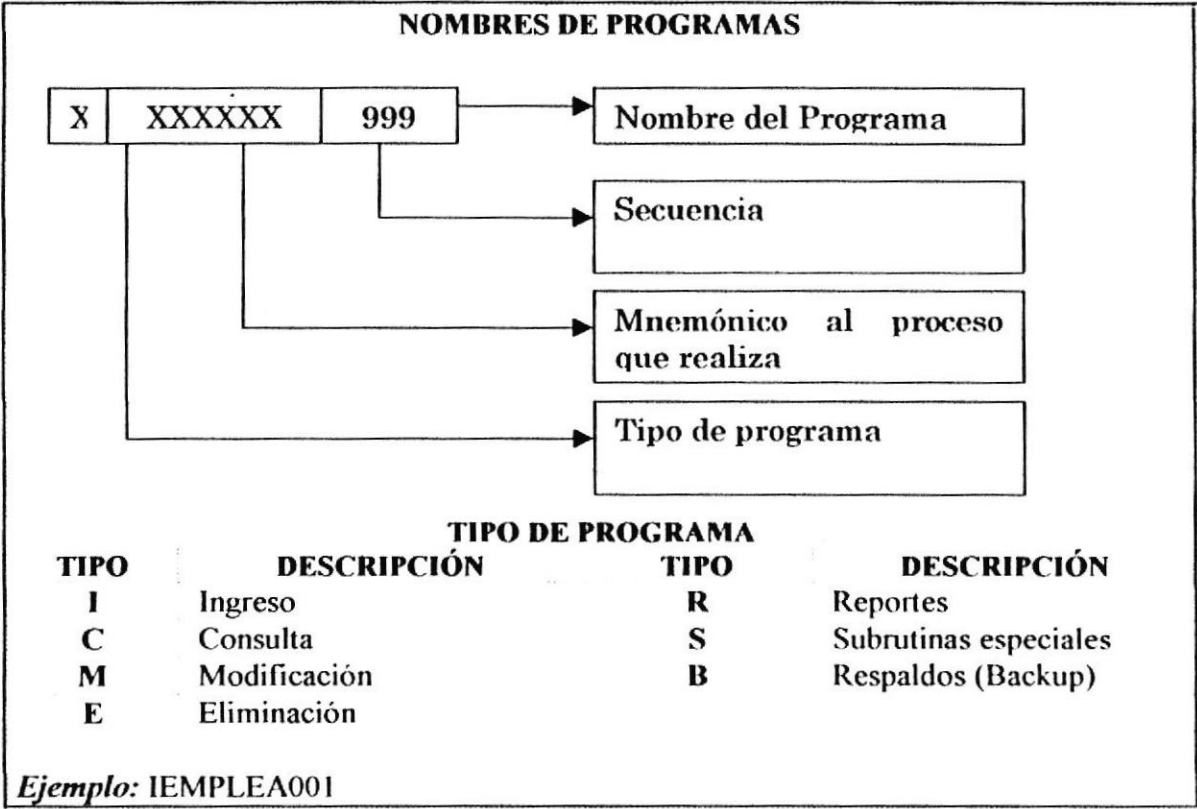 NOMBRES DE PROGRAMAS
X XXXXXX 999
Nombre del Programa
Secuencia
Mnemónico al proceso
que realiza
Tipo de programa
TIPO DE PROGRAMA
TIPO DESCRIPCIÓN TIPO DESCRIPCIÓN
I Ingreso R Reportes
C Consulta S Subrutinas especiales
M Modificación B Respaldos (Backup)
E Eliminación
Ejemplo: IEMPLEA001